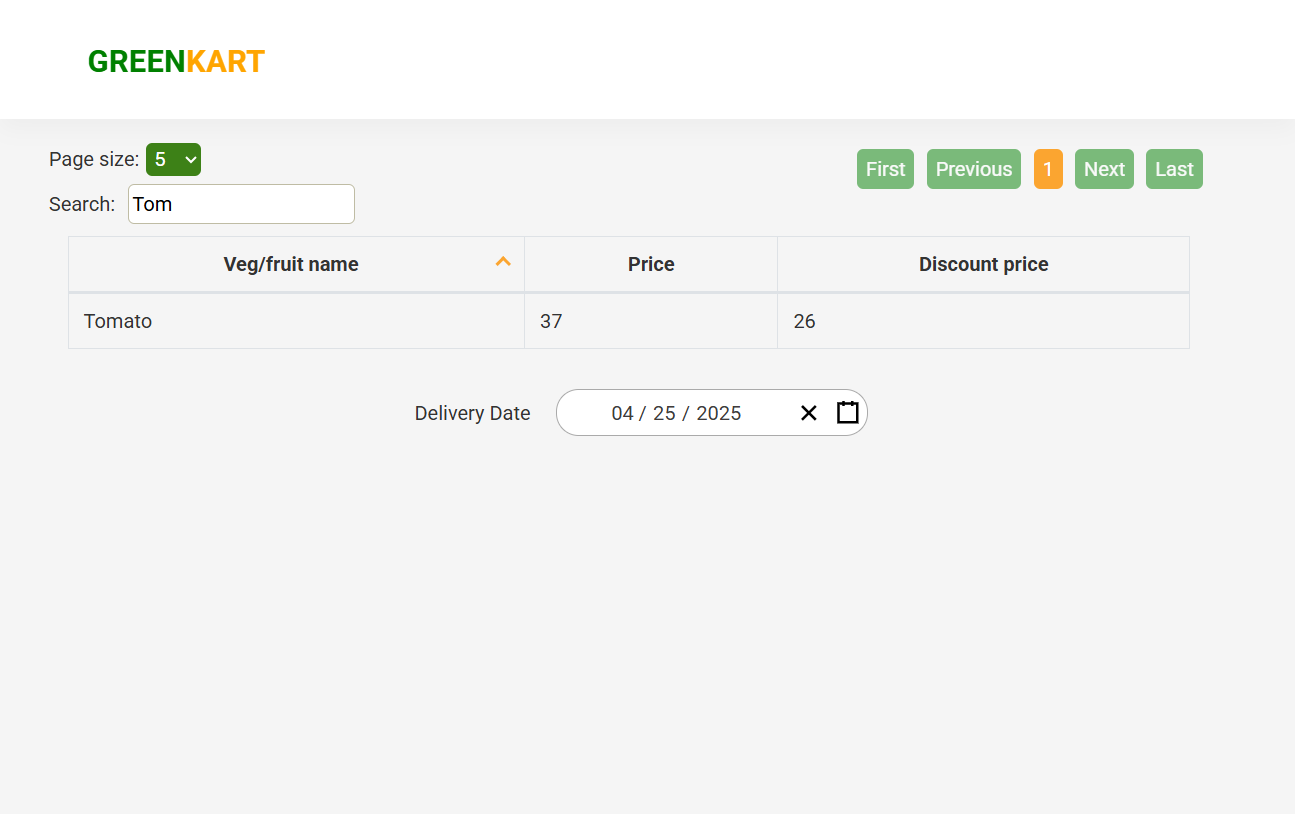 GREENKART
Page size: 5
First Previous 1 Next Last
Search: Tom
Veg/fruit name Price Discount price
Tomato 37 26
Delivery Date 04 / 25 / 2025